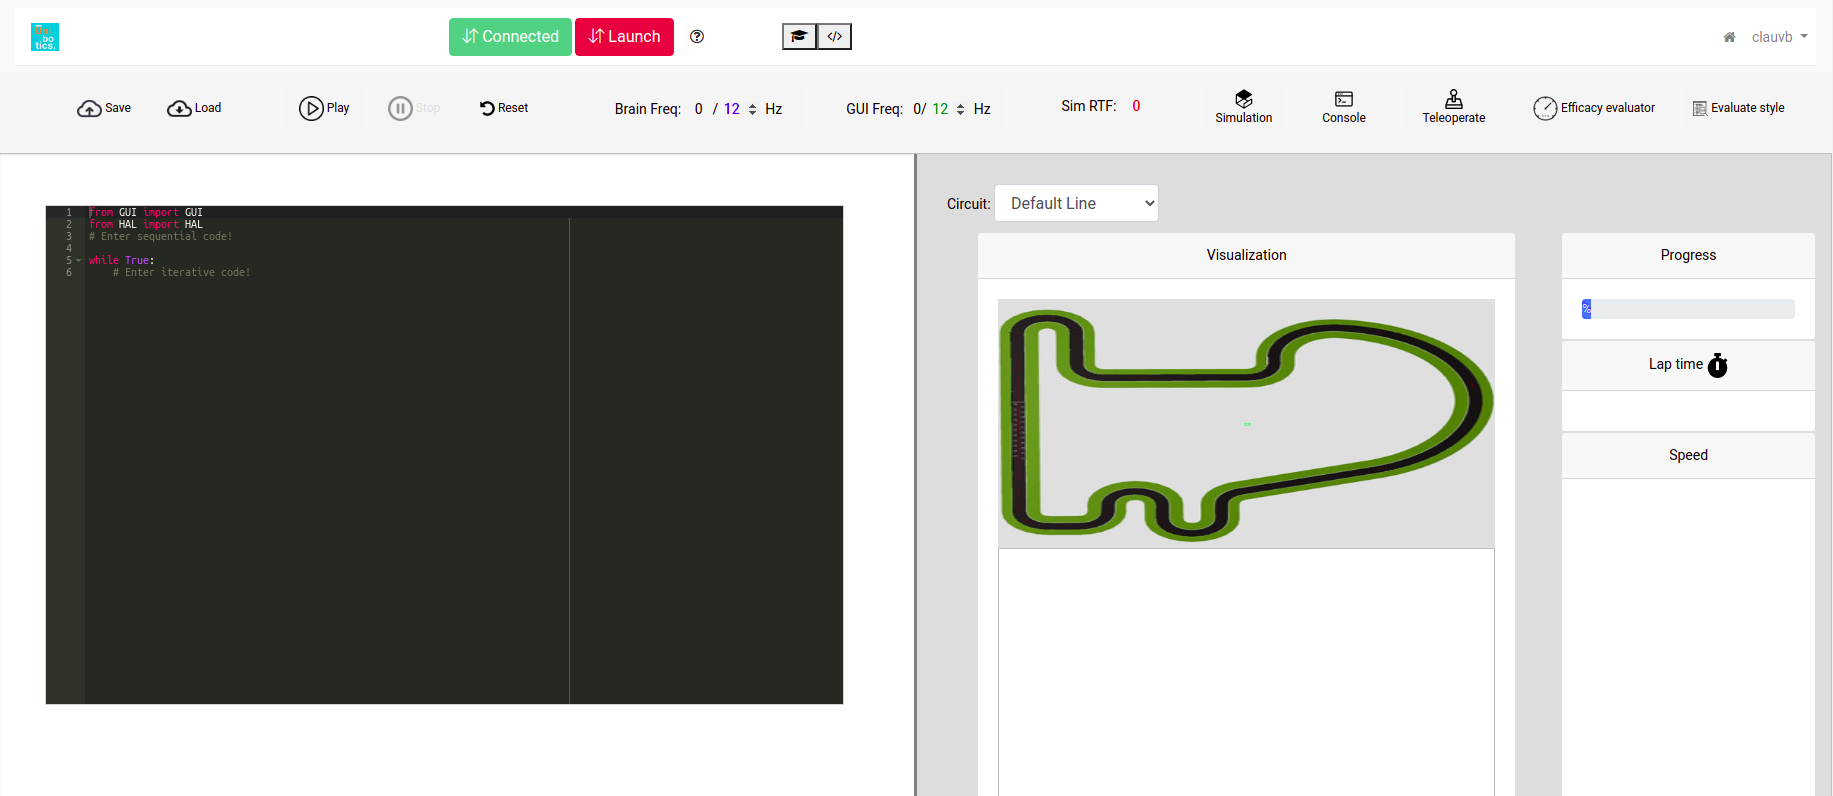 bo
tics.
Connected
Launch
clauvb
Save
Load
Play
Stop
Reset
Brain Freq: 0 / 12 Hz
GUI Freq: 0/ 12 Hz
Sim RTF: 0
Simulation
Console
Teleoperate
Efficacy evaluator
Evaluate style
1 from GUI import GUI
2 from HAL import HAL
3 # Enter sequential code!
4
5 while True:
6 # Enter iterative code!
Circuit: Default Line
Visualization
Progress
%
Lap time
Speed